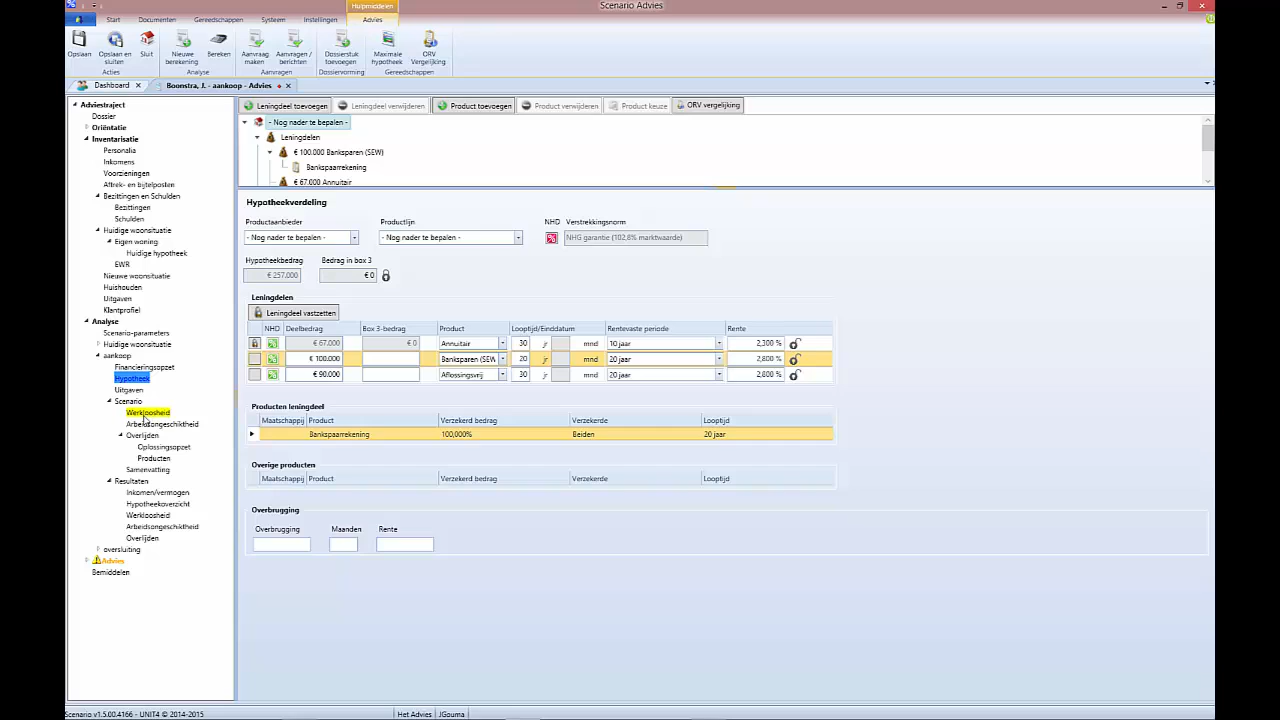 Scenario Advies
Hulpmiddelen
Start Documenten Gereedschappen Systeem Instellingen Advies
Opslaan Opslaan en sluiten Sluit Nieuwe berekening Bereken Aanvraag maken Aanvragen / berichten Dossierstuk toevoegen Maximale hypotheek ORV Vergelijking
Acties Analyse Aanvragen Dossiervorming Gereedschappen
Dashboard Boonstra, J. - aankoop - Advies
Adviestraject
Dossier
Oriëntatie
Inventarisatie
Personalia
Inkomens
Voorzieningen
Aftrek- en bijtelposten
Bezittingen en Schulden
Bezittingen
Schulden
Huidige woonsituatie
Eigen woning
Huidige hypotheek
EWR
Nieuwe woonsituatie
Huishouden
Uitgaven
Klantprofiel
Analyse
Scenario-parameters
Huidige woonsituatie
aankoop
Financieringsopzet
Hypotheek
Uitgaven
Scenario
Werkloosheid
Arbeidsongeschiktheid
Overlijden
Oplossingsopzet
Producten
Samenvatting
Resultaten
Inkomen/vermogen
Hypotheekoverzicht
Werkloosheid
Arbeidsongeschiktheid
Overlijden
oversluiting
Advies
Bemiddelen
Leningdeel toevoegen Leningdeel verwijderen Product toevoegen Product verwijderen Product keuze ORV vergelijking
- Nog nader te bepalen -
Leningdelen
€ 100.000 Banksparen (SEW)
Bankspaarrekening
€ 67.000 Annuitair
Hypotheekverdeling
Productaanbieder Productlijn NHG Verstrekkingsnorm
- Nog nader te bepalen - - Nog nader te bepalen - NHG garantie (102,8% marktwaarde)
Hypotheekbedrag Bedrag in box 3
€ 257.000 € 0
Leningdelen
Leningdeel vastzetten
NHG Deelbedrag Box 3-bedrag Product Looptijd/Einddatum Rentevaste periode Rente
€ 67.000 € 0 Annuitair 30 jr mnd 10 jaar 2,300 %
€ 100.000 Banksparen (SEW 20 jr mnd 20 jaar 2,800 %
€ 90.000 Aflossingsvrij 30 jr mnd 20 jaar 2,800 %
Producten leningdeel
Maatschappij Product Verzekerd bedrag Verzekerde Looptijd
Bankspaarrekening 100,000% Beiden 20 jaar
Overige producten
Maatschappij Product Verzekerd bedrag Verzekerde Looptijd
Overbrugging
Overbrugging Maanden Rente
Scenario v1.5.00.4166 - UNIT4 © 2014-2015 Het Advies JGouma